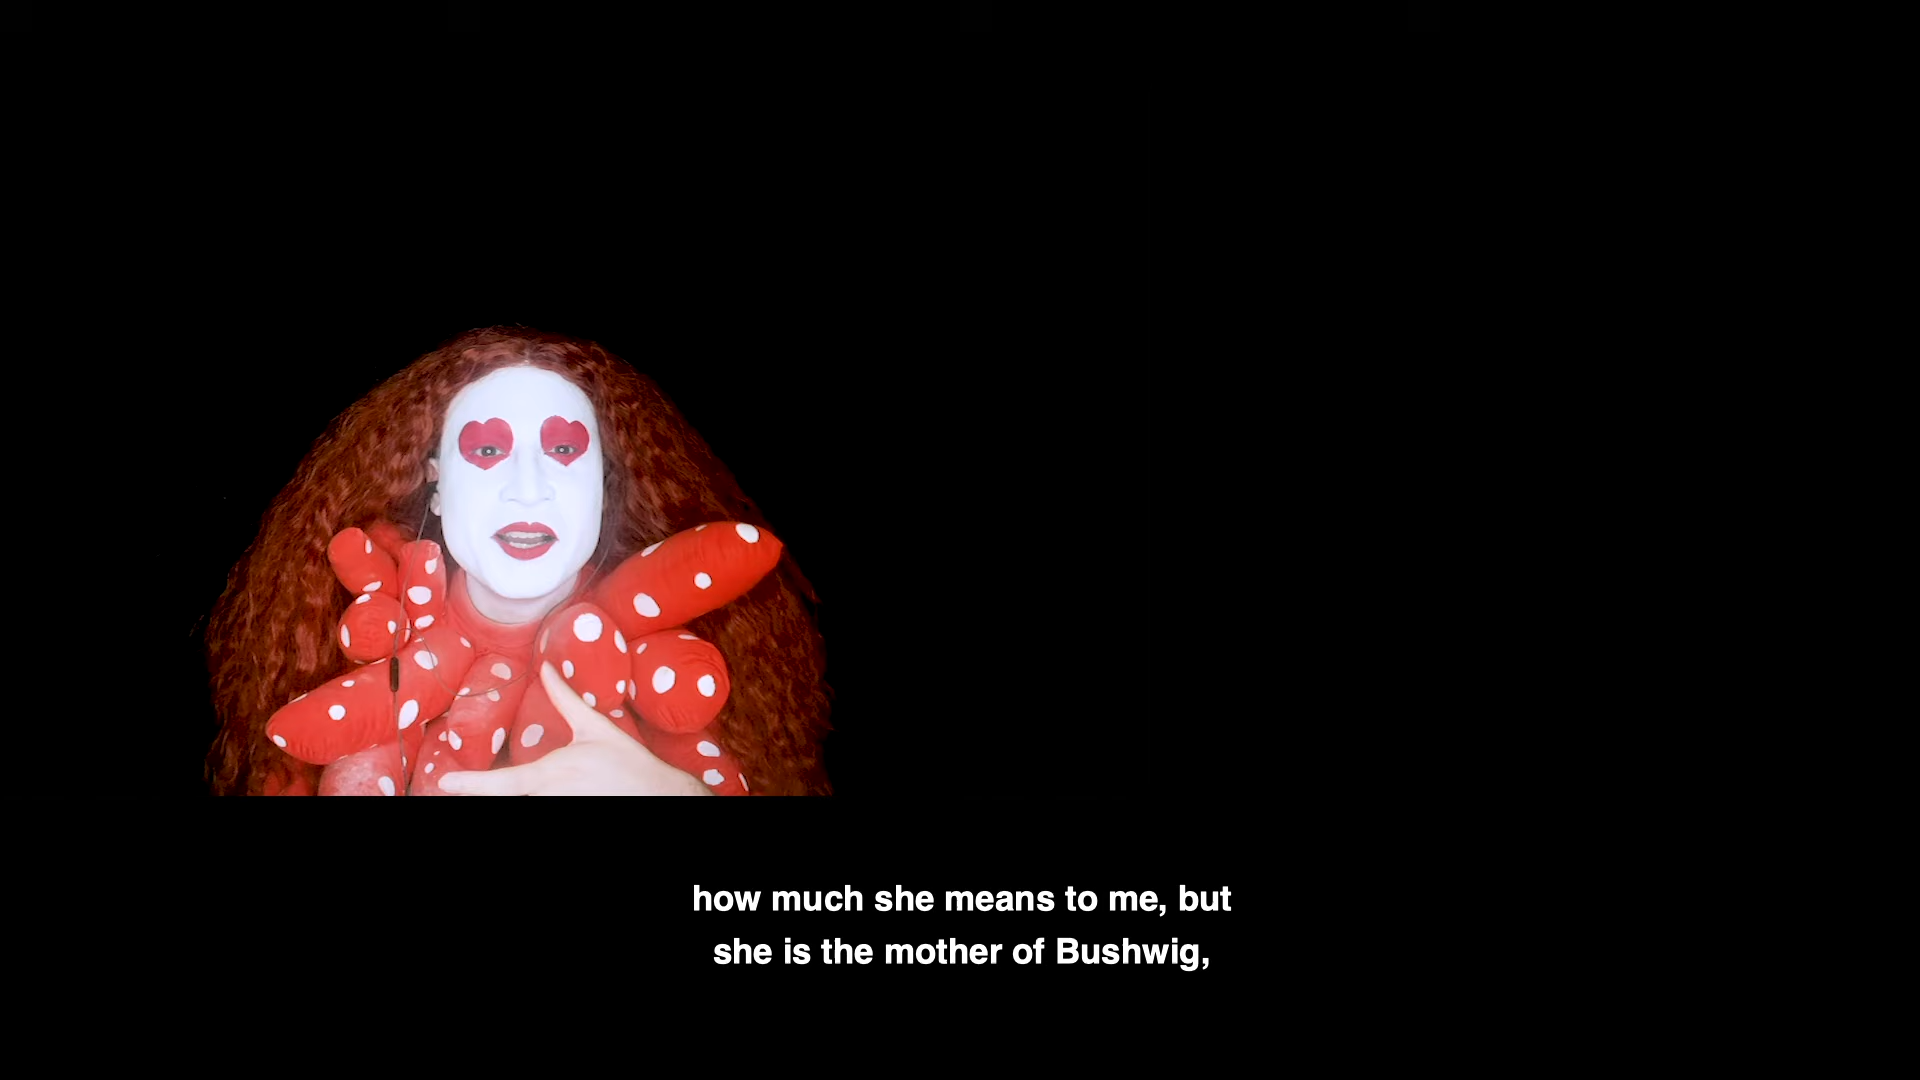 how much she means to me, but
she is the mother of Bushwig,